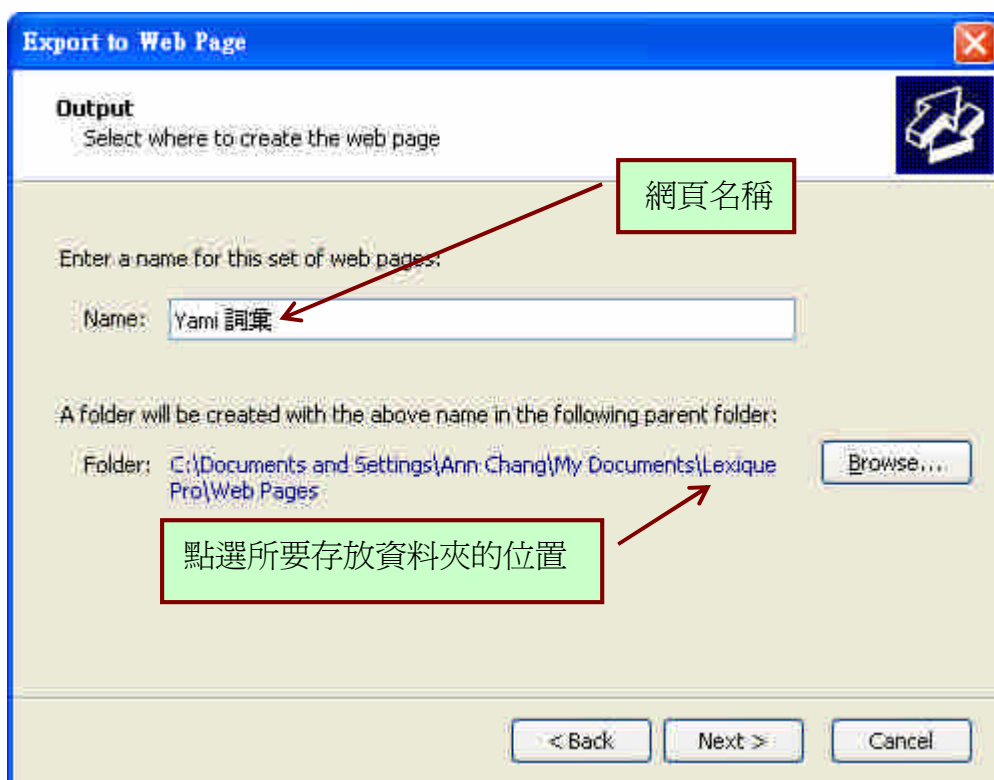 Export to Web Page
Output
Select where to create the web page
網頁名稱
Enter a name for this set of web pages:
Name: Yami 詞彙
A folder will be created with the above name in the following parent folder:
Folder: C:\Documents and Settings\Ann Chang\My Documents\Lexique
Pro\Web Pages
Browse...
點選所要存放資料夾的位置
< Back Next > Cancel